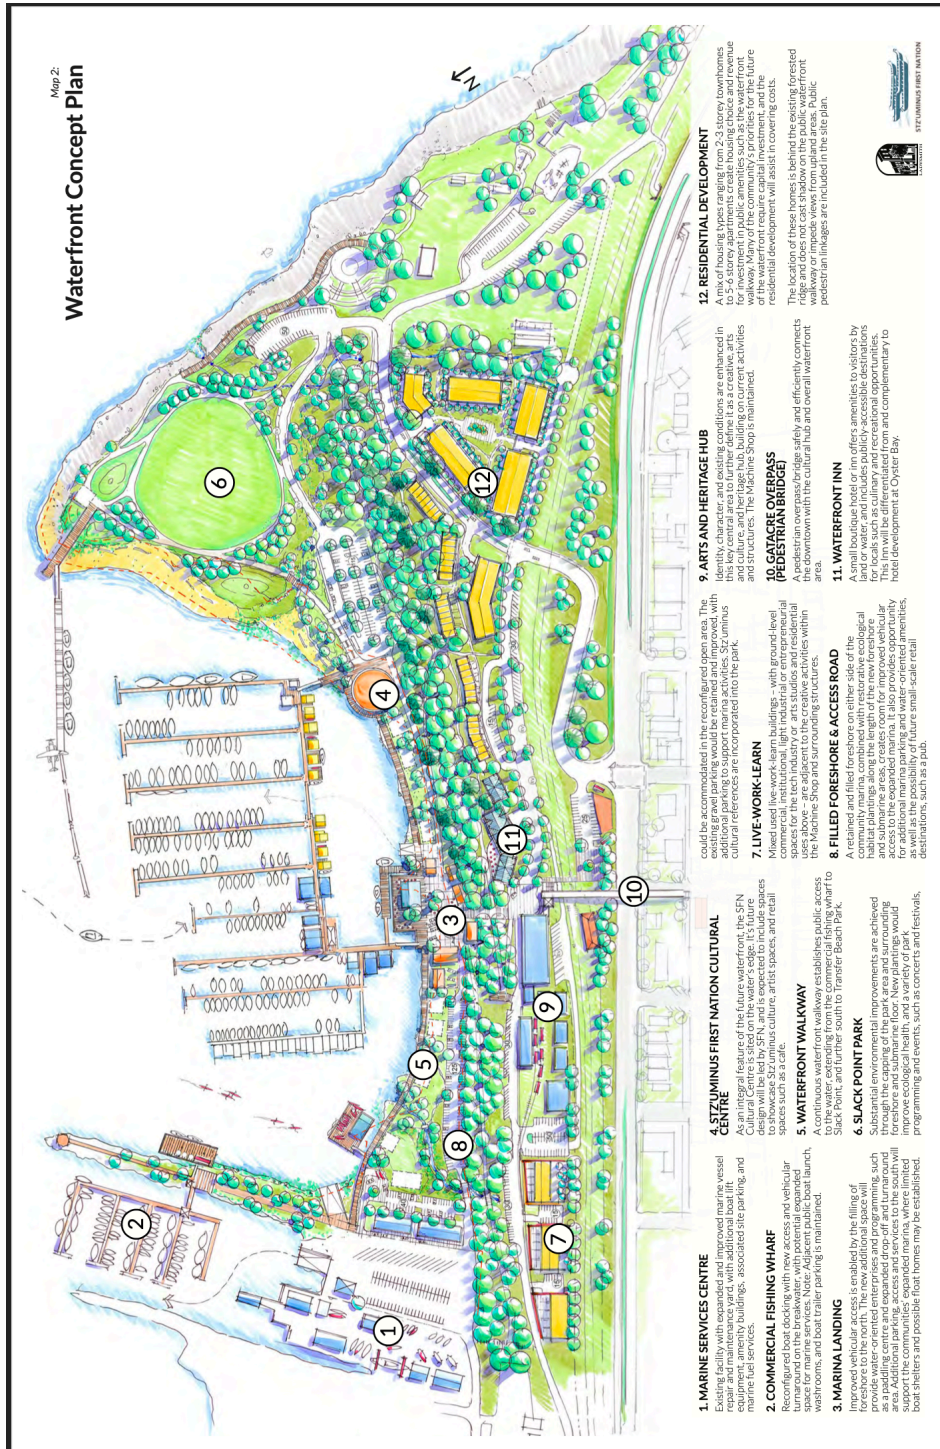 Map 2:
Waterfront Concept Plan
N
1
2
3
4
5
6
7
8
9
10
11
12
1. MARINE SERVICES CENTRE
Existing facility with expanded and improved marine vessel
repair and maintenance yard, with additional boat lift
equipment, amenity buildings, associated site parking, and
marine fuel services.
2. COMMERCIAL FISHING WHARF
Reconfigured boat docking with new access and vehicular
turnaround on the breakwater, with potential expanded
space for marine services. Note: Adjacent public boat launch,
washrooms, and boat trailer parking is maintained.
3. MARINA LANDING
Improved vehicular access is enabled by the filling of
foreshore to the north. The new additional space will
provide water-oriented enterprises and programming, such
as a paddling centre and expanded drop-off and turnaround
area. Additional parking, access and services to the south will
support the communities' expanded marina, where limited
boat shelters and possible float homes may be established.
4. STZ'UMINUS FIRST NATION CULTURAL
CENTRE
As an integral feature of the future waterfront, the SFN
Cultural Centre is sited on the water's edge. It's future
design will be led by SFN, and is expected to include spaces
to showcase Stz'uminus culture, artist spaces, and retail
spaces such as a cafe.
5. WATERFRONT WALKWAY
A continuous waterfront walkway establishes public access
to the water, extending from the commercial fishing wharf to
Slack Point, and further south to Transfer Beach Park.
6. SLACK POINT PARK
Substantial environmental improvements are achieved
through the capping of the park area and surrounding
foreshore and submarine floor. New plantings would
improve ecological health, and a variety of park
programming and events, such as concerts and festivals,
could be accommodated in the reconfigured open area. The
existing gravel parking would be retained and improved, with
additional parking to support marina activities. Stz'uminus
cultural references are incorporated into the park.
7. LIVE-WORK-LEARN
Mixed used live-work-learn buildings – with ground-level
commercial, institutional, light industrial or entrepreneurial
spaces for the tech industry or arts studios and residential
uses above – are adjacent to the creative activities within
the Machine Shop and surrounding structures.
8. FILLED FORESHORE & ACCESS ROAD
A retained and filled foreshore on either side of the
community marina, combined with restorative ecological
habitat plantings along the length of the new foreshore
and submarine areas, creates room for improved vehicular
access to the expanded marina. It also provides opportunity
for additional marina parking and water-oriented amenities,
as well as the possibility of future small-scale retail
destinations, such as a pub.
9. ARTS AND HERITAGE HUB
Identity, character, and existing conditions are enhanced in
this key central area to further define it as a creative, arts
and culture, and heritage hub, building on current activities
and structures. The Machine Shop is maintained.
10. GATACRE OVERPASS
(PEDESTRIAN BRIDGE)
A pedestrian overpass/bridge safely and efficiently connects
the downtown with the cultural hub and overall waterfront
area.
11. WATERFRONT INN
A small boutique hotel or inn offers amenities to visitors by
land or water, and includes publicly-accessible destinations
for locals such as culinary and recreational opportunities.
This Inn will be differentiated from and complementary to
hotel development at Oyster Bay.
12. RESIDENTIAL DEVELOPMENT
A mix of housing types ranging from 2-3 storey townhomes
to 5-6 storey apartments create housing choice and revenue
for investment in public amenities such as the waterfront
walkway. Many of the community's priorities for the future
of the waterfront require capital investment, and the
residential development will assist in covering costs.
The location of these homes is behind the existing forested
ridge and does not cast shadow on the public waterfront
walkway or impede views from upland areas. Public
pedestrian linkages are included in the site plan.
LADYSMITH
STZ'UMINUS FIRST NATION